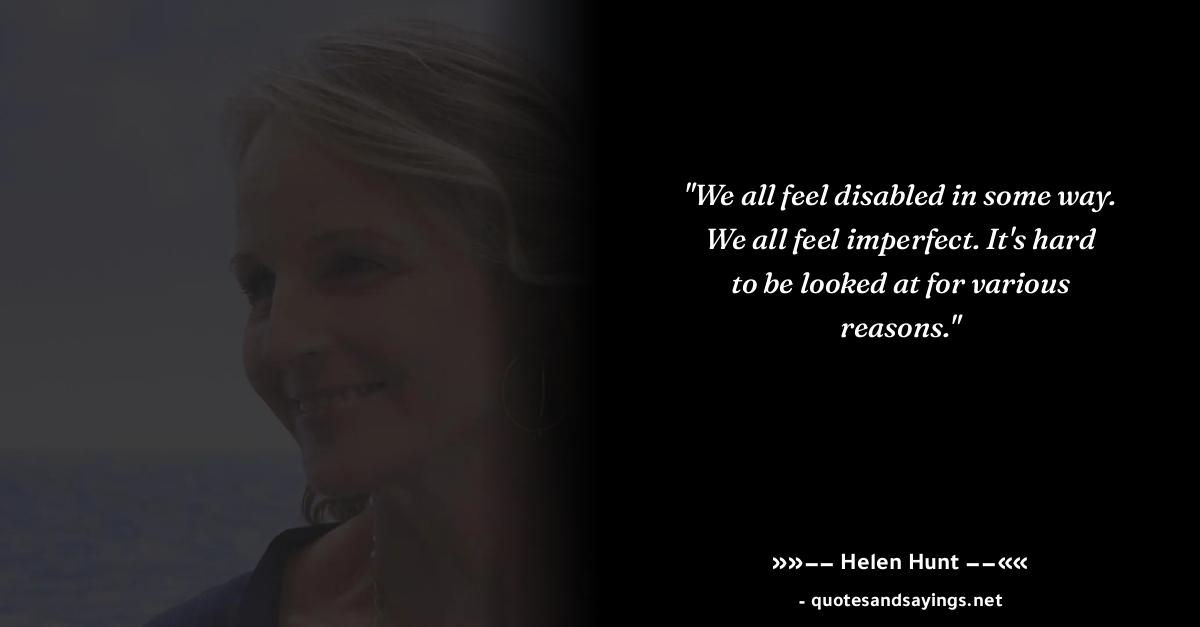 "We all feel disabled in some way.
We all feel imperfect. It's hard
to be looked at for various
reasons."
»»−− Helen Hunt −−««
- quotesandsayings.net